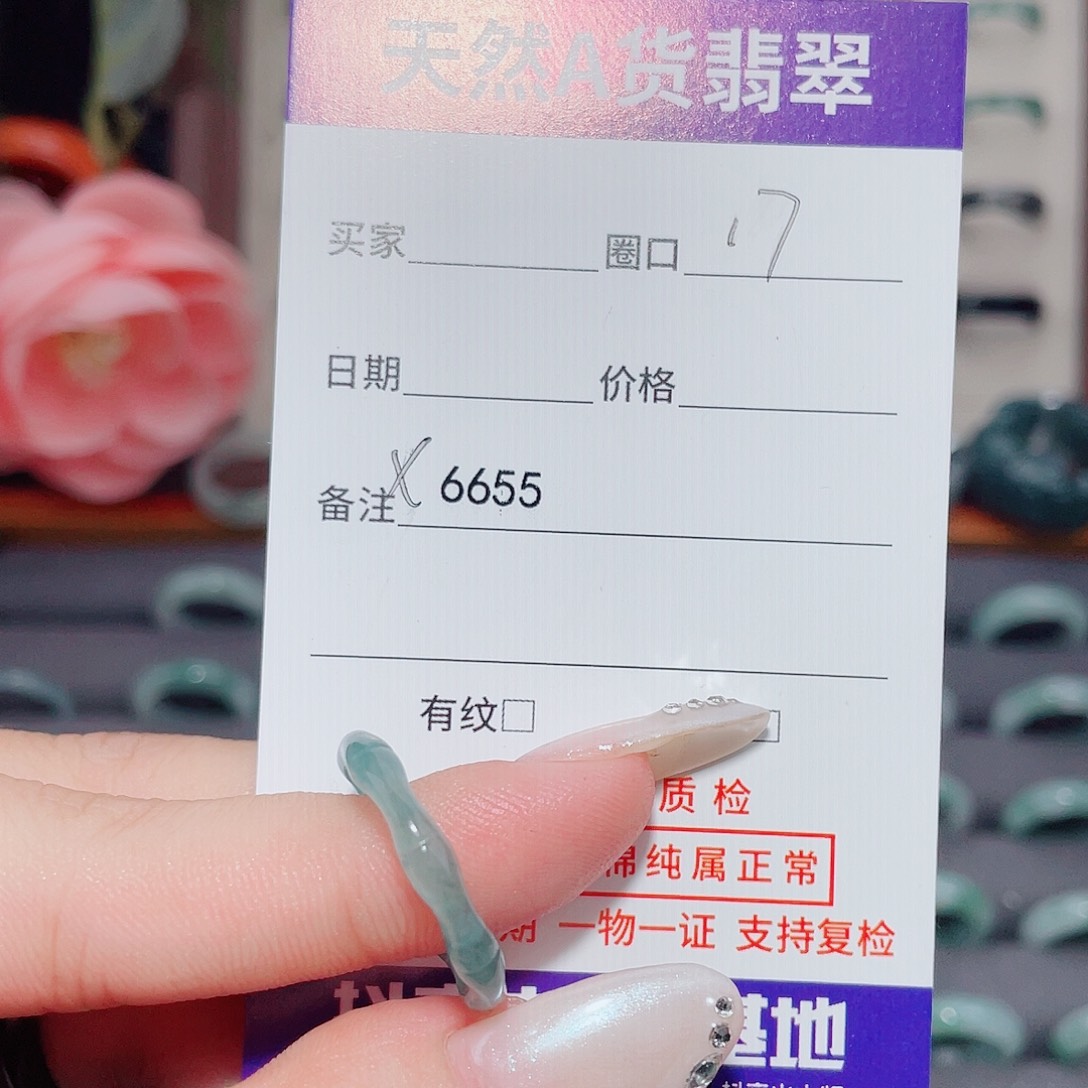 天然A货翡翠
买家 圈口 17
日期 价格
备注 X 6655
有纹□ □
质检
棉纯属正常
期 一物一证 支持复检
基地